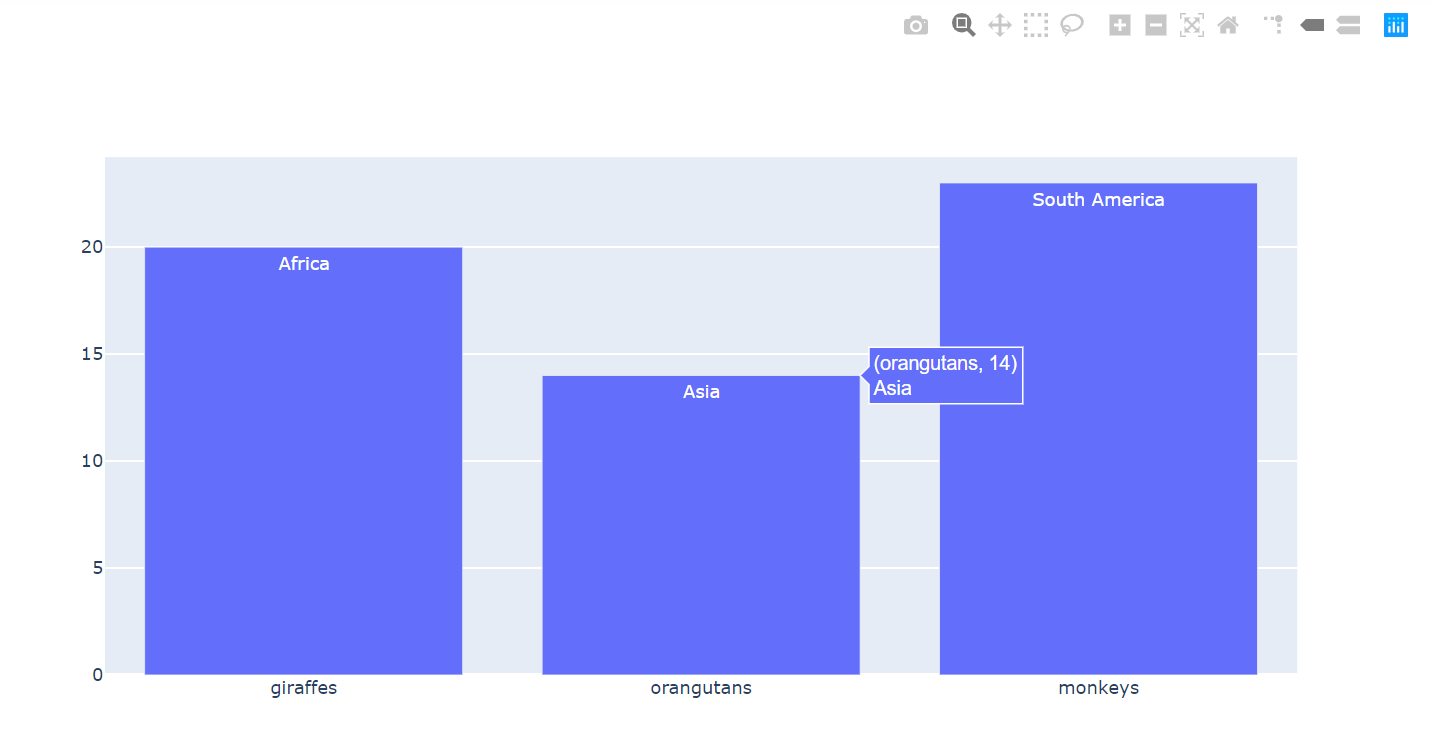 20
15
10
5
0
Africa
Asia
South America
(orangutans, 14)
Asia
giraffes
orangutans
monkeys